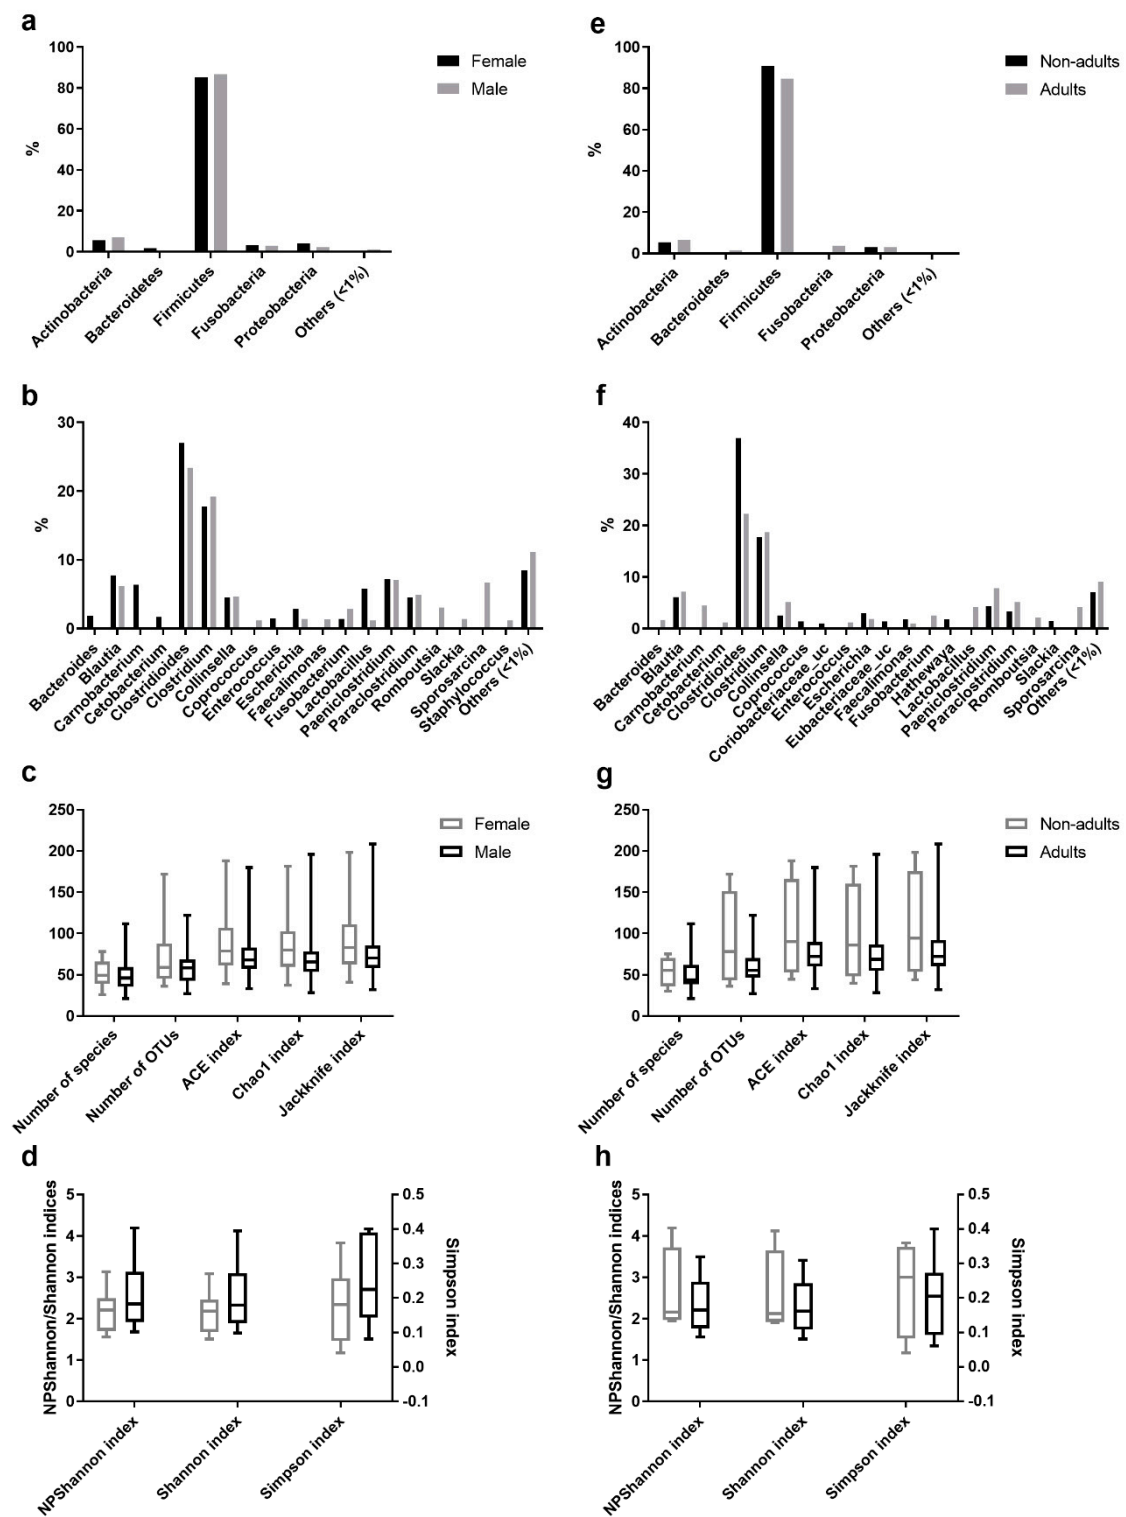 a
100
80
60
40
20
0
%
Female
Male
Actinobacteria
Bacteroidetes
Firmicutes
Fusobacteria
Proteobacteria
Others (<1%)
e
100
80
60
40
20
0
%
Non-adults
Adults
Actinobacteria
Bacteroidetes
Firmicutes
Fusobacteria
Proteobacteria
Others (<1%)
b
30
20
10
0
%
Bacteroides
Blautia
Carnobacterium
Cetobacterium
Clostridioides
Clostridium
Collinsella
Coprococcus
Enterococcus
Escherichia
Faecalimonas
Fusobacterium
Lactobacillus
Paeniclostridium
Paraclostridium
Romboutsia
Slackia
Sporosarcina
Staphylococcus
Others (<1%)
f
40
30
20
10
0
%
Bacteroides
Blautia
Carnobacterium
Cetobacterium
Clostridioides
Clostridium
Collinsella
Coprococcus
Coriobacteriaceae_uc
Enterococcus
Escherichia
Eubacteriaceae_uc
Faecalimonas
Fusobacterium
Hathewaya
Lactobacillus
Paeniclostridium
Paraclostridium
Romboutsia
Slackia
Sporosarcina
Others (<1%)
c
250
200
150
100
50
0
Female
Male
Number of species
Number of OTUs
ACE index
Chao1 index
Jackknife index
g
250
200
150
100
50
0
Non-adults
Adults
Number of species
Number of OTUs
ACE index
Chao1 index
Jackknife index
d
NPShannon/Shannon indices
5
4
3
2
1
0
0.5
0.4
0.3
0.2
0.1
0.0
-0.1
Simpson index
NPShannon index
Shannon index
Simpson index
h
NPShannon/Shannon indices
5
4
3
2
1
0
0.5
0.4
0.3
0.2
0.1
0.0
-0.1
Simpson index
NPShannon index
Shannon index
Simpson index